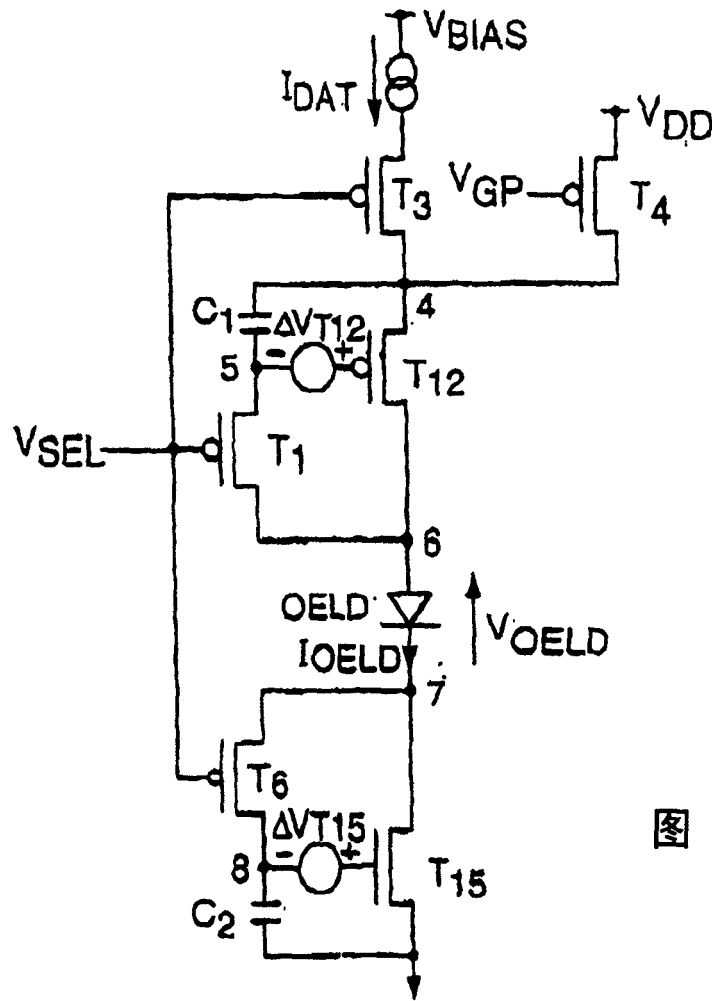 VBIAS
IDAT
VDD
T3
VGP
T4
4
C1
ΔVT12
- +
5
T12
VSEL
T1
6
OELD
VOELD
IOELD
7
T6
ΔVT15
- +
8
T15
C2
图